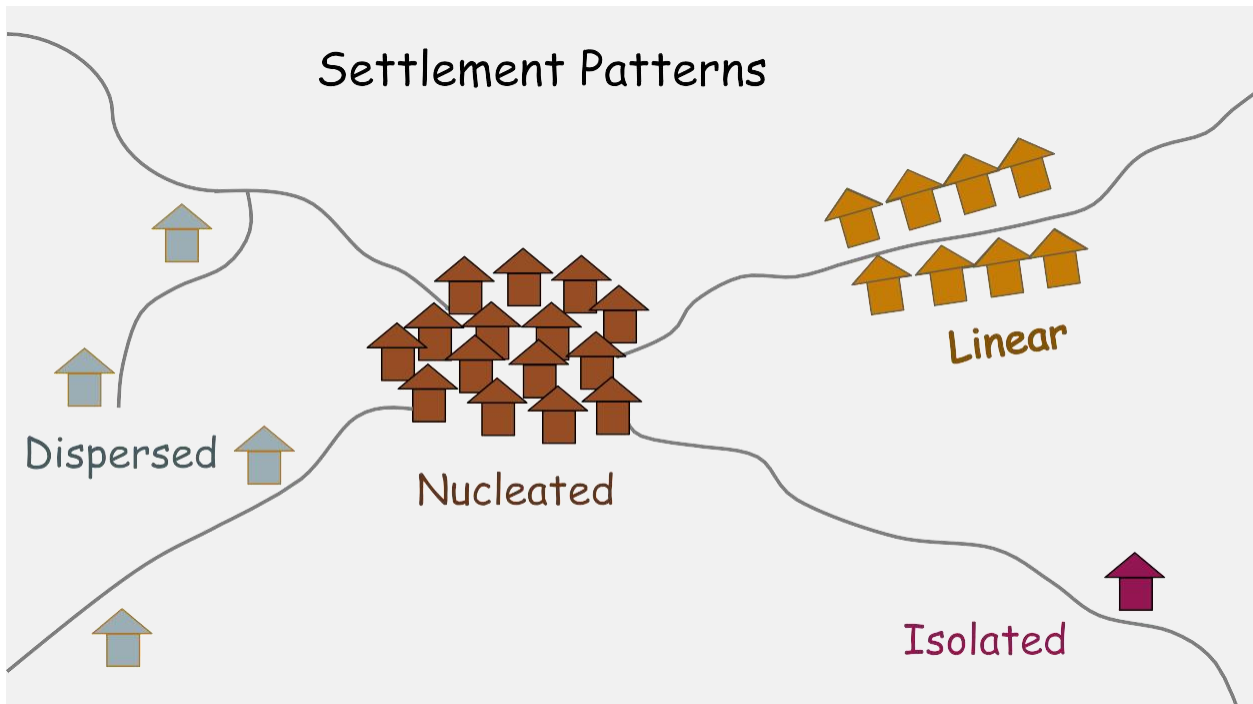 Settlement Patterns
Linear
Dispersed
Nucleated
Isolated